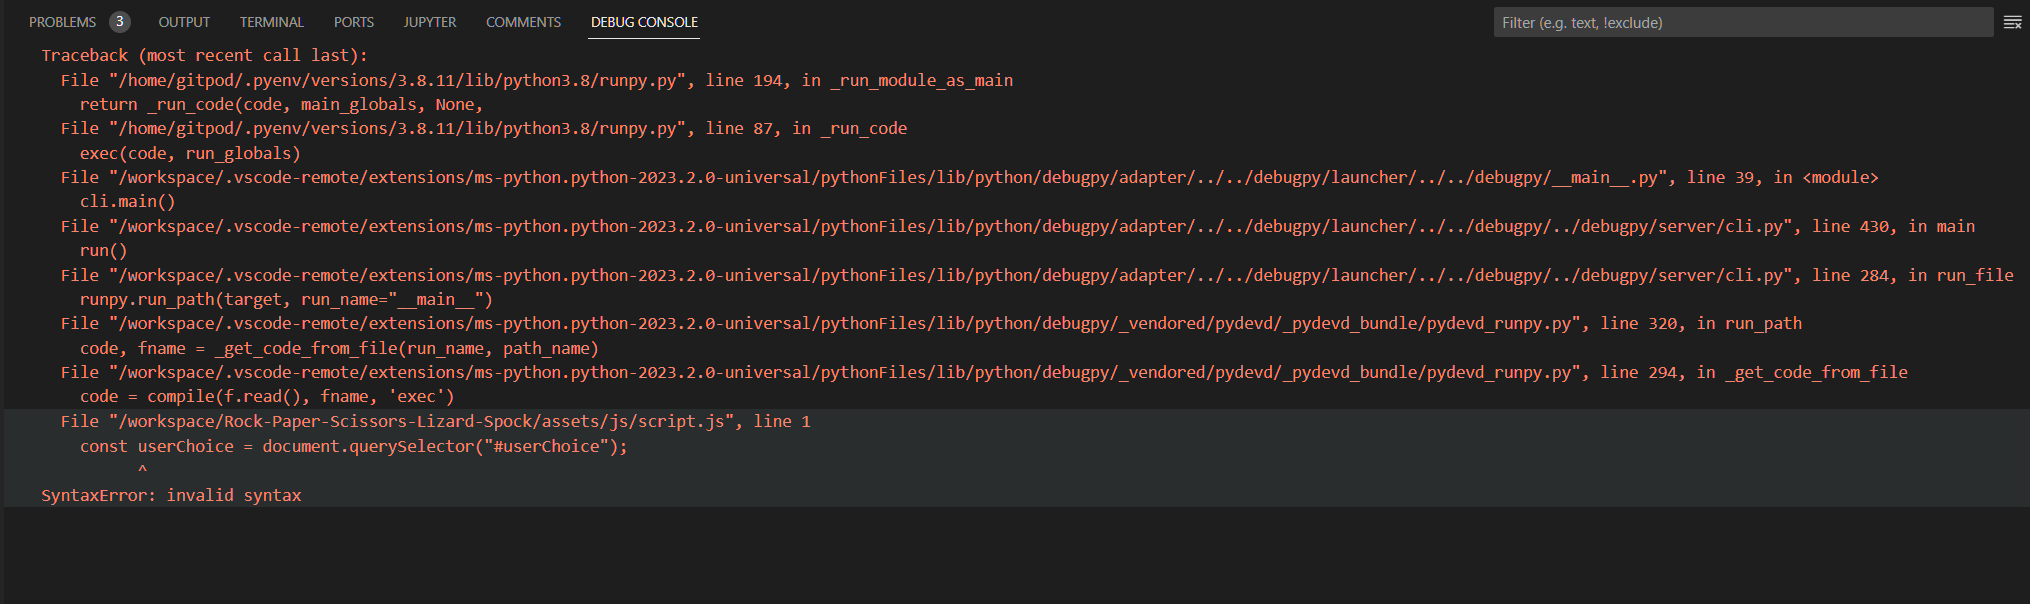 PROBLEMS 3 OUTPUT TERMINAL PORTS JUPYTER COMMENTS DEBUG CONSOLE Filter (e.g. text, !exclude)
Traceback (most recent call last):
  File "/home/gitpod/.pyenv/versions/3.8.11/lib/python3.8/runpy.py", line 194, in _run_module_as_main
    return _run_code(code, main_globals, None,
  File "/home/gitpod/.pyenv/versions/3.8.11/lib/python3.8/runpy.py", line 87, in _run_code
    exec(code, run_globals)
  File "/workspace/.vscode-remote/extensions/ms-python.python-2023.2.0-universal/pythonFiles/lib/python/debugpy/adapter/../../debugpy/launcher/../../debugpy/__main__.py", line 39, in <module>
    cli.main()
  File "/workspace/.vscode-remote/extensions/ms-python.python-2023.2.0-universal/pythonFiles/lib/python/debugpy/adapter/../../debugpy/launcher/../../debugpy/../debugpy/server/cli.py", line 430, in main
    run()
  File "/workspace/.vscode-remote/extensions/ms-python.python-2023.2.0-universal/pythonFiles/lib/python/debugpy/adapter/../../debugpy/launcher/../../debugpy/../debugpy/server/cli.py", line 284, in run_file
    runpy.run_path(target, run_name="__main__")
  File "/workspace/.vscode-remote/extensions/ms-python.python-2023.2.0-universal/pythonFiles/lib/python/debugpy/_vendored/pydevd/_pydevd_bundle/pydevd_runpy.py", line 320, in run_path
    code, fname = _get_code_from_file(run_name, path_name)
  File "/workspace/.vscode-remote/extensions/ms-python.python-2023.2.0-universal/pythonFiles/lib/python/debugpy/_vendored/pydevd/_pydevd_bundle/pydevd_runpy.py", line 294, in _get_code_from_file
    code = compile(f.read(), fname, 'exec')
  File "/workspace/Rock-Paper-Scissors-Lizard-Spock/assets/js/script.js", line 1
    const userChoice = document.querySelector("#userChoice");
          ^
SyntaxError: invalid syntax